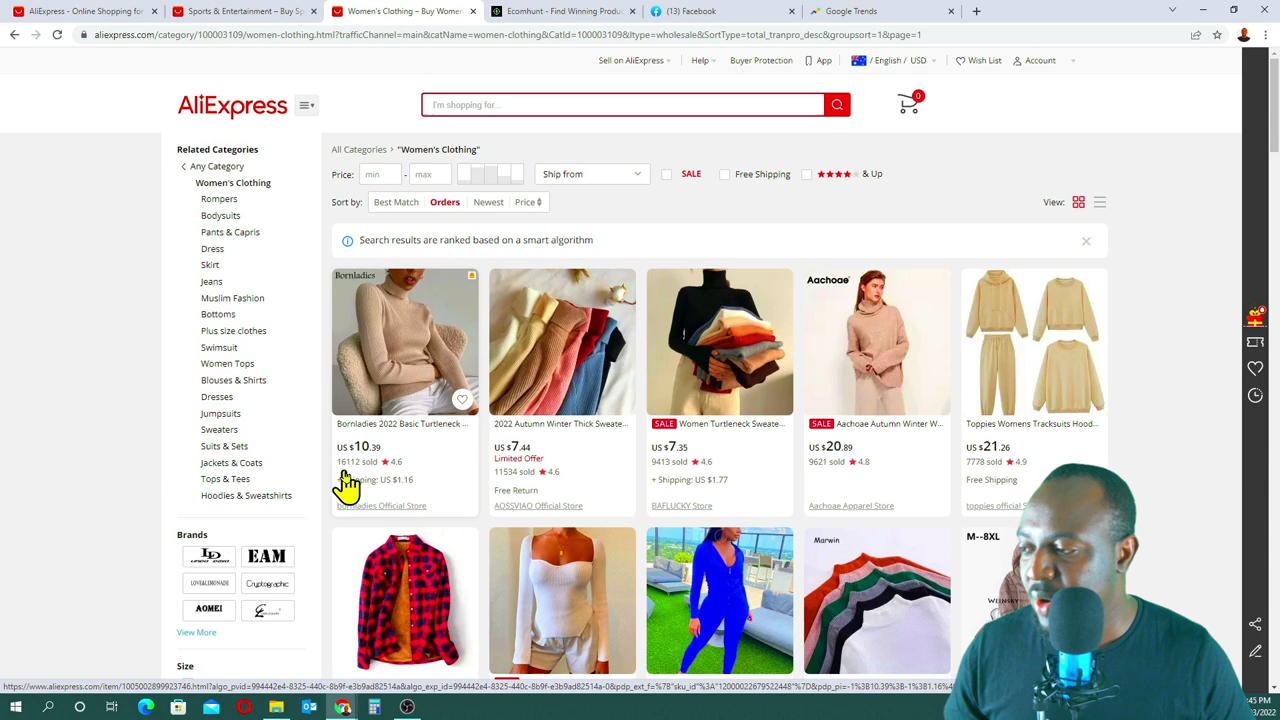 AliExpress - Online Shopping for
Sports & Entertainment – Buy Sp
Women's Clothing – Buy Women
Ecomhunt - Find Winning Produc
(13) Facebook
Google Trends
aliexpress.com/category/100003109/women-clothing.html?trafficChannel=main&catName=women-clothing&CatId=100003109&ltype=wholesale&SortType=total_tranpro_desc&groupsort=1&page=1
Sell on AliExpress
Help
Buyer Protection
App
/ English / USD
Wish List
Account
AliExpress
I'm shopping for...
0
Related Categories
Any Category
Women's Clothing
Rompers
Bodysuits
Pants & Capris
Dress
Skirt
Jeans
Muslim Fashion
Bottoms
Plus size clothes
Swimsuit
Women Tops
Blouses & Shirts
Dresses
Jumpsuits
Sweaters
Suits & Sets
Jackets & Coats
Tops & Tees
Hoodies & Sweatshirts
Brands
EAM
LOVE&LEMONADE
Cryptographic
AOMEI
View More
Size
All Categories > "Women's Clothing"
Price: min - max
Ship from
SALE
Free Shipping
& Up
Sort by: Best Match Orders Newest Price
View:
Search results are ranked based on a smart algorithm
Bornladies
Bornladies 2022 Basic Turtleneck ...
US $10.39
16112 sold ★ 4.6
pping: US $1.16
bornladies Official Store
2022 Autumn Winter Thick Sweate...
US $7.44
Limited Offer
11534 sold ★ 4.6
Free Return
AOSSVIAO Official Store
SALE Women Turtleneck Sweate...
US $7.35
9413 sold ★ 4.6
+ Shipping: US $1.77
BAFLUCKY Store
Aachoae
SALE Aachoae Autumn Winter W...
US $20.89
9621 sold ★ 4.8
Aachoae Apparel Store
Toppies Womens Tracksuits Hood...
US $21.26
7778 sold ★ 4.9
Free Shipping
toppies official S
Marwin
M--8XL
WEINSKY
https://www.aliexpress.com/item/1005002899923746.html?algo_pvid=994442e4-8325-440c-8b9f-e3b9ad82514a&algo_exp_id=994442e4-8325-440c-8b9f-e3b9ad82514a-0&pdp_ext_f=%7B"sku_id"%3A"12000022679522448"%7D&pdp_pi=-1%3B10.39%3B-1%3B1.16%4
:45 PM
/03/2022